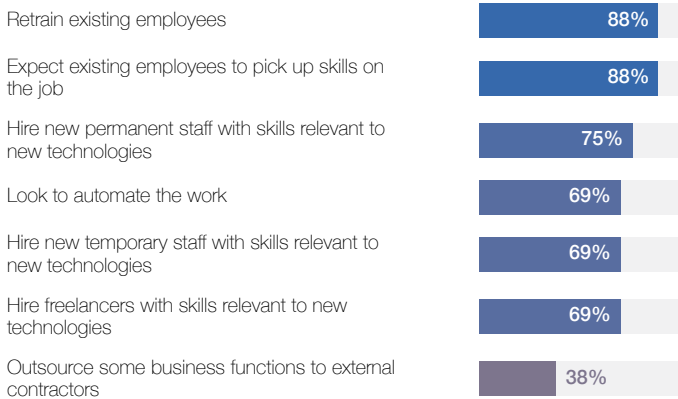 Retrain existing employees 88%
Expect existing employees to pick up skills on
the job 88%
Hire new permanent staff with skills relevant to
new technologies 75%
Look to automate the work 69%
Hire new temporary staff with skills relevant to
new technologies 69%
Hire freelancers with skills relevant to new
technologies 69%
Outsource some business functions to external
contractors 38%